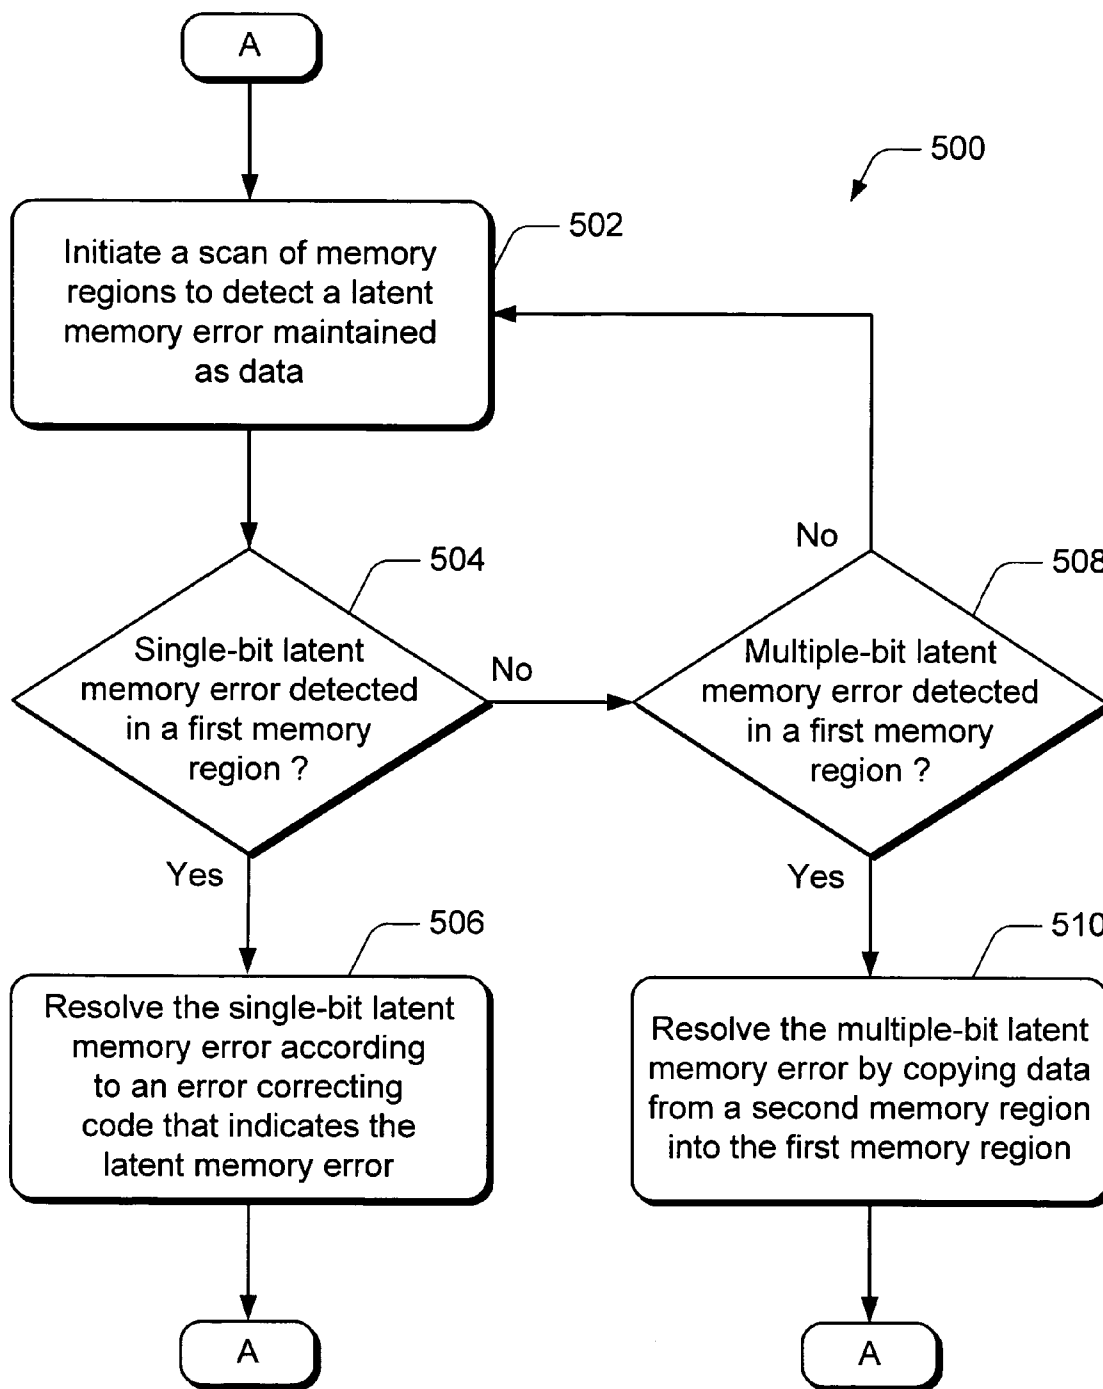 A
500
502
Initiate a scan of memory
regions to detect a latent
memory error maintained
as data
No
504
508
Single-bit latent
memory error detected
in a first memory
region ?
No
Multiple-bit latent
memory error detected
in a first memory
region ?
Yes
Yes
506
510
Resolve the single-bit latent
memory error according
to an error correcting
code that indicates the
latent memory error
Resolve the multiple-bit latent
memory error by copying data
from a second memory region
into the first memory region
A
A